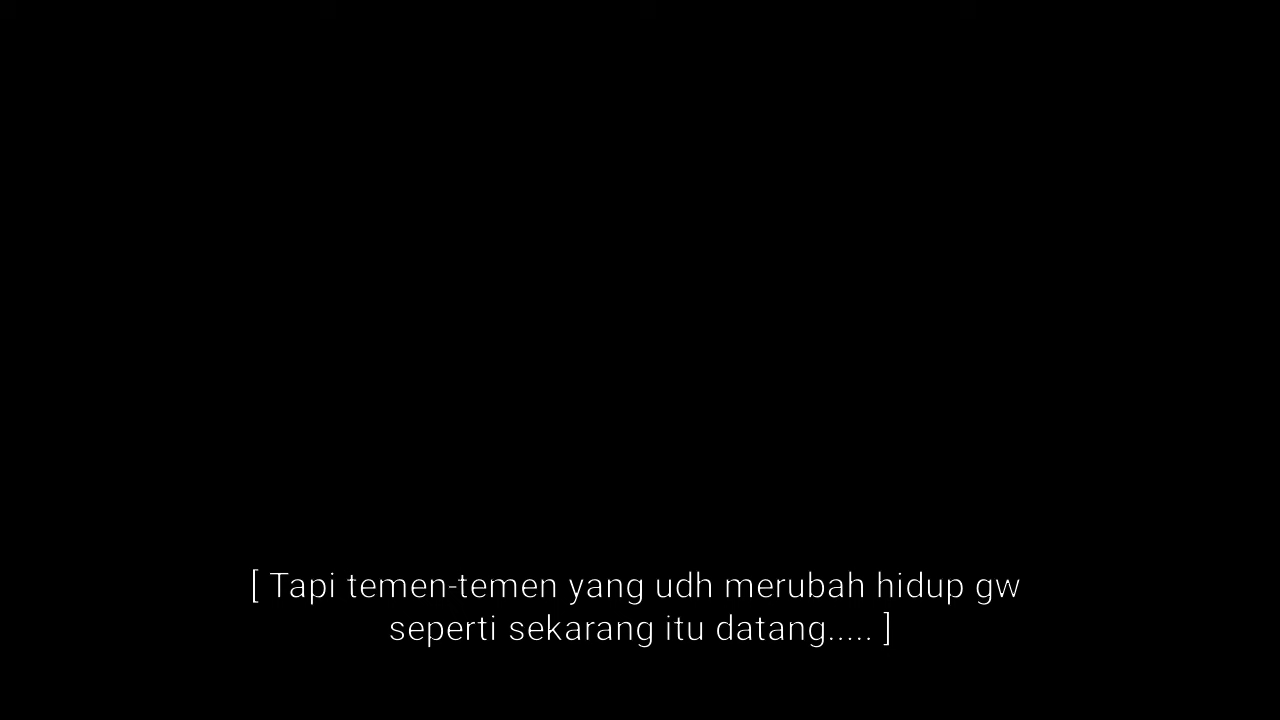 [ Tapi temen-temen yang udh merubah hidup gw
seperti sekarang itu datang..... ]